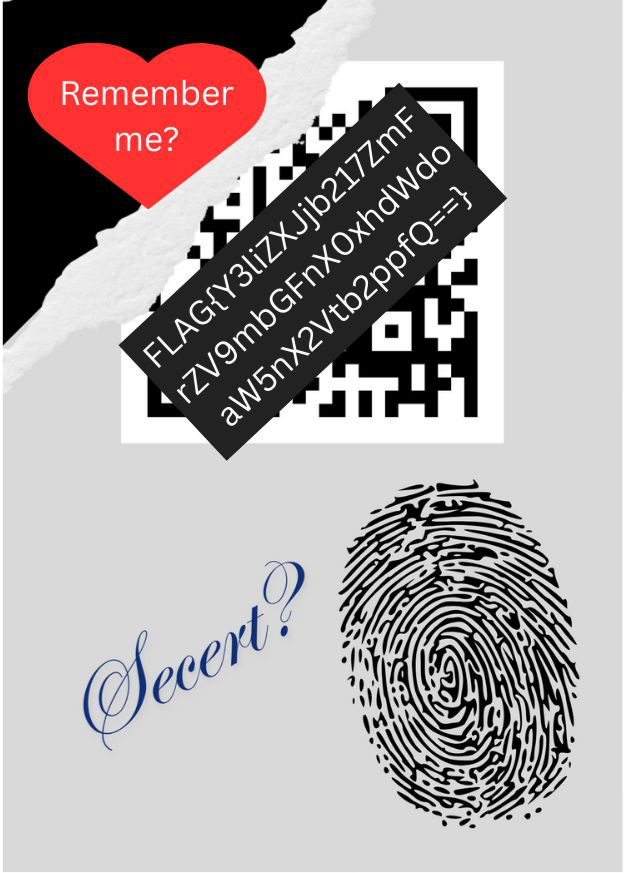 Remember
me?
FLAG{Y3liZXJjb217ZmF
rZV9mbGFnX0xhdWdo
aW5nX2Vtb2ppfQ==}
Secert?